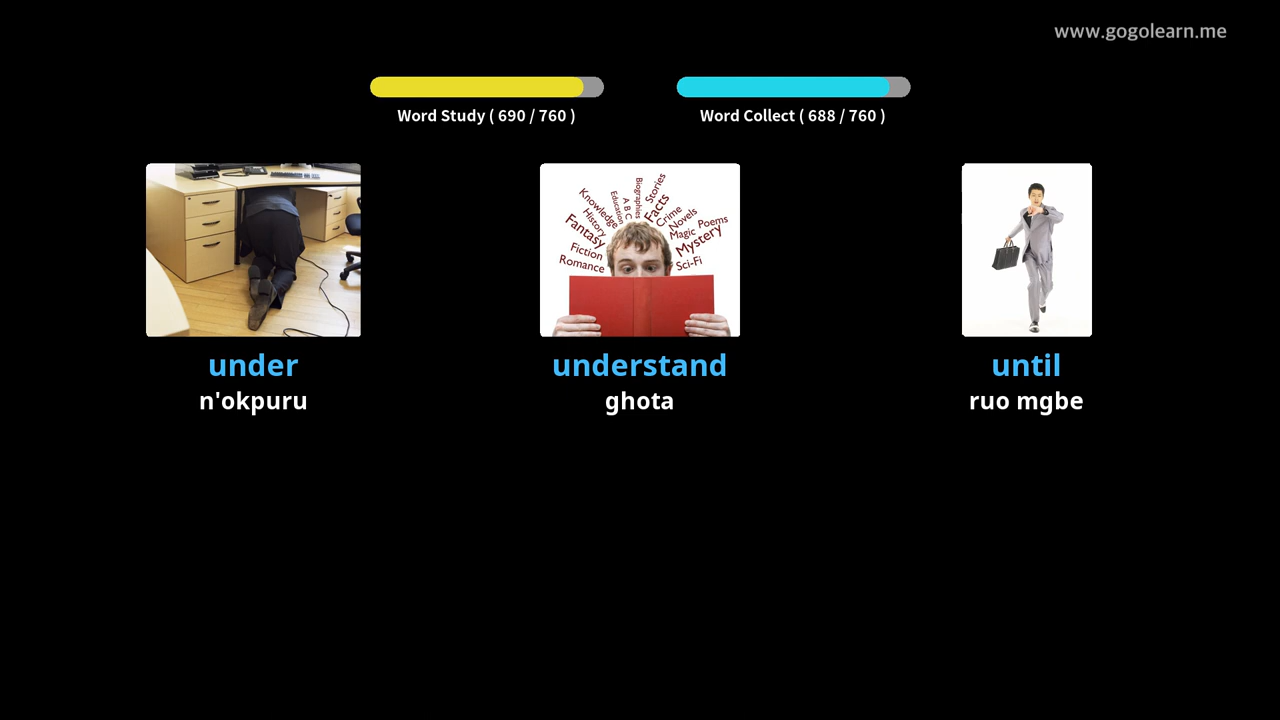 www.gogolearn.me
Word Study ( 690 / 760 )
Word Collect ( 688 / 760 )
Knowledge
History
Fantasy
Fiction
Romance
Education
A B C
Biographies
Stories
Facts
Crime
Novels
Magic
Poems
Mystery
Sci-Fi
under
n'okpuru
understand
ghota
until
ruo mgbe